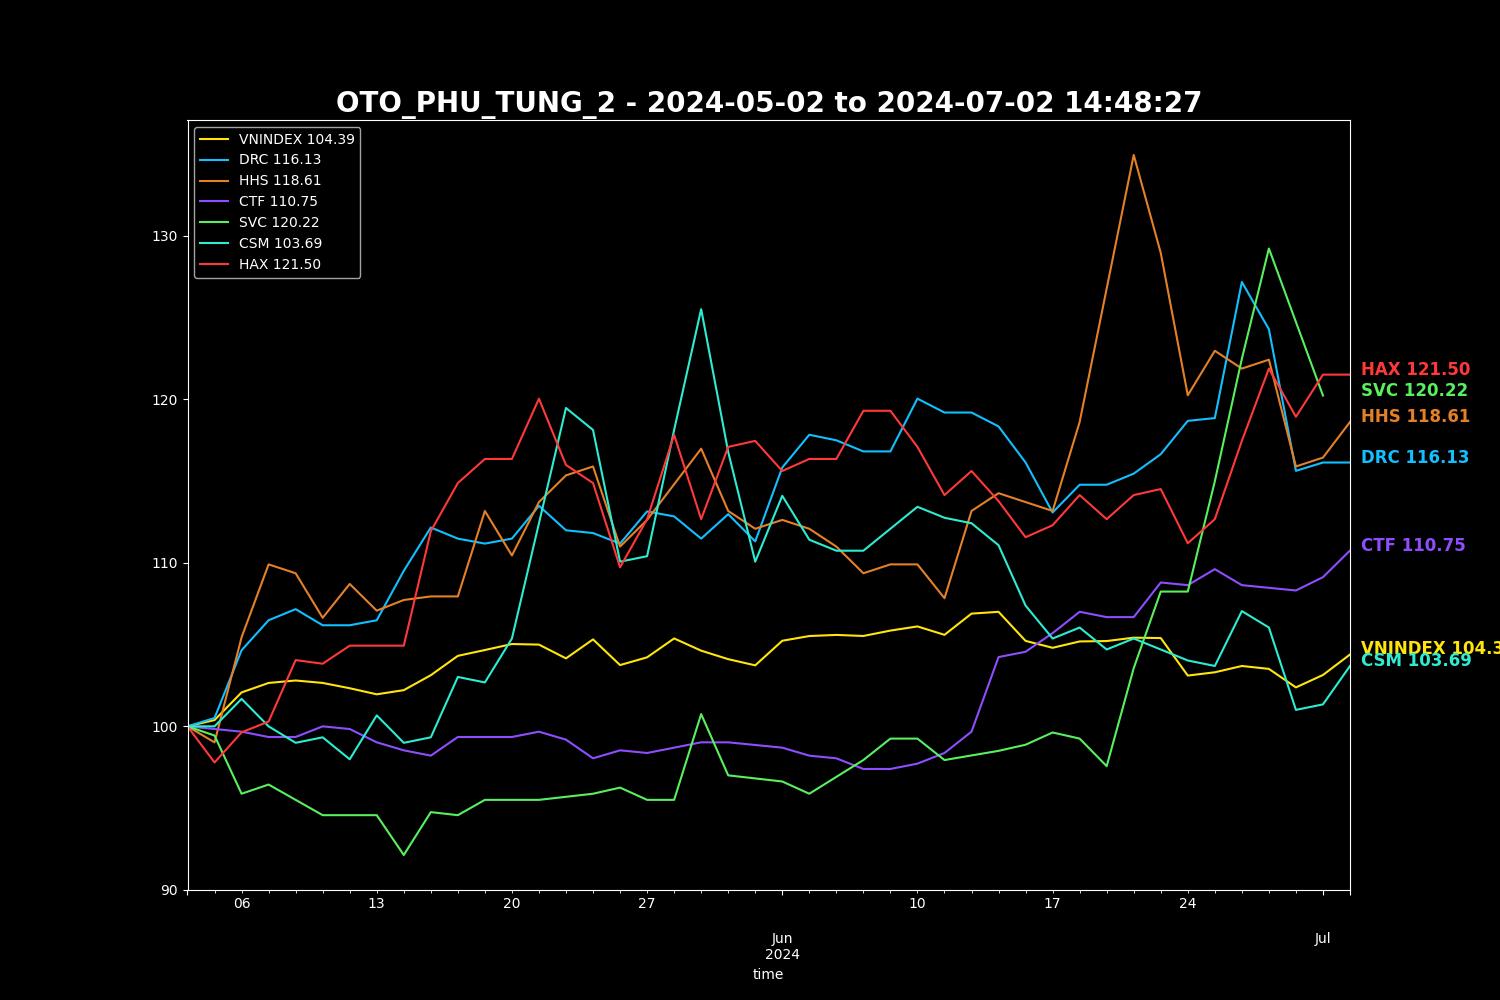 OTO_PHU_TUNG_2 - 2024-05-02 to 2024-07-02 14:48:27
VNINDEX 104.39
DRC 116.13
HHS 118.61
CTF 110.75
SVC 120.22
CSM 103.69
HAX 121.50
130
120
110
100
90
HAX 121.50
SVC 120.22
HHS 118.61
DRC 116.13
CTF 110.75
VNINDEX 104.3
CSM 103.69
06 13 20 27 10 17 24
Jun Jul
2024
time